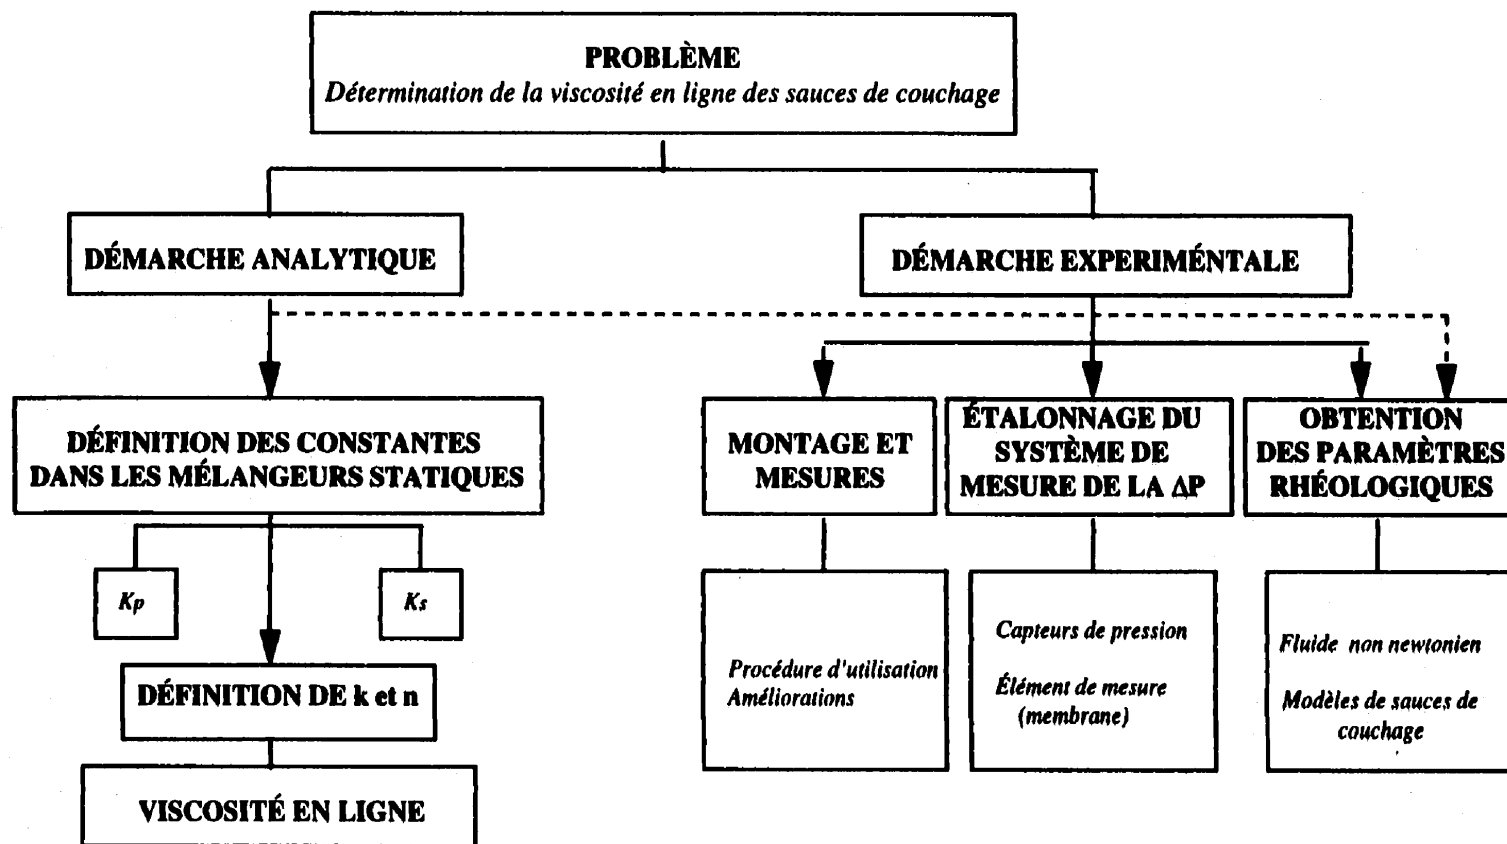 PROBLÈME
Détermination de la viscosité en ligne des sauces de couchage
DÉMARCHE ANALYTIQUE
DÉMARCHE EXPERIMÉNTALE
DÉFINITION DES CONSTANTES
DANS LES MÉLANGEURS STATIQUES
Kp
Ks
DÉFINITION DE k et n
VISCOSITÉ EN LIGNE
MONTAGE ET
MESURES
Procédure d'utilisation
Améliorations
ÉTALONNAGE DU
SYSTÈME DE
MESURE DE LA ΔP
Capteurs de pression
Élément de mesure
(membrane)
OBTENTION
DES PARAMÈTRES
RHÉOLOGIQUES
Fluide non newtonien
Modèles de sauces de
couchage